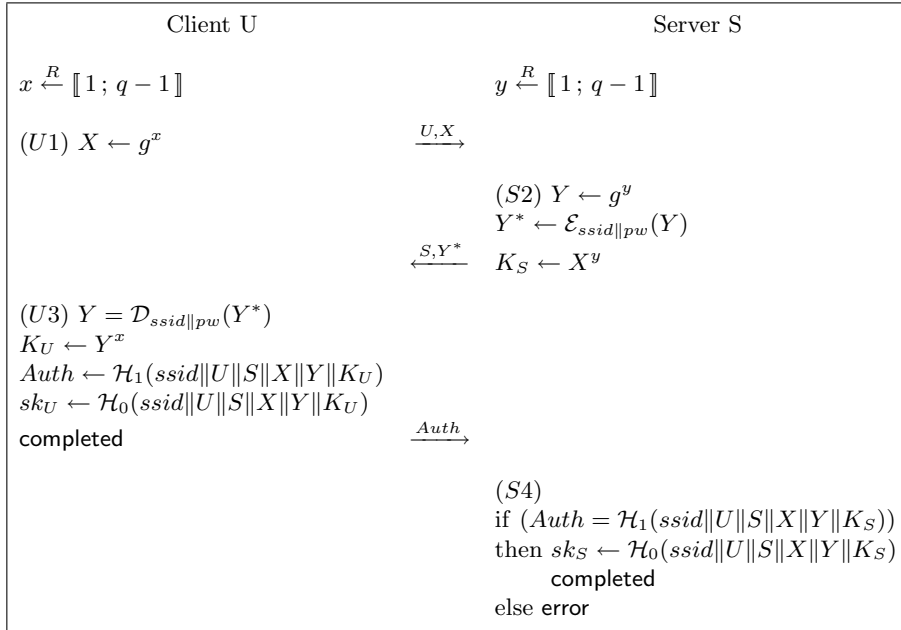 Client U Server S
x ←R ⟦1 ; q − 1⟧ y ←R ⟦1 ; q − 1⟧
(U1) X ← g^x U,X
(S2) Y ← g^y
Y* ← ℰ_{ssid‖pw}(Y)
S,Y* K_S ← X^y
(U3) Y = 𝒟_{ssid‖pw}(Y*)
K_U ← Y^x
Auth ← ℋ_1(ssid‖U‖S‖X‖Y‖K_U)
sk_U ← ℋ_0(ssid‖U‖S‖X‖Y‖K_U)
completed Auth
(S4)
if (Auth = ℋ_1(ssid‖U‖S‖X‖Y‖K_S))
then sk_S ← ℋ_0(ssid‖U‖S‖X‖Y‖K_S)
completed
else error